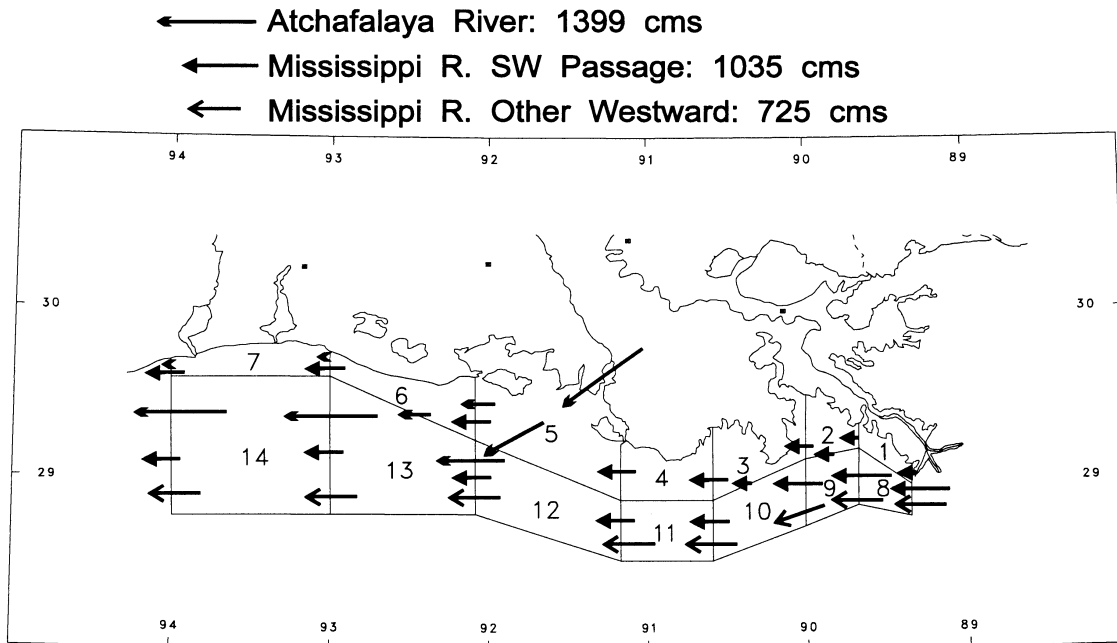 Atchafalaya River: 1399 cms
Mississippi R. SW Passage: 1035 cms
Mississippi R. Other Westward: 725 cms
94 93 92 91 90 89
30 30
7
6
5 2 1
29 14 13 4 3 9 8 29
12 11 10
94 93 92 91 90 89